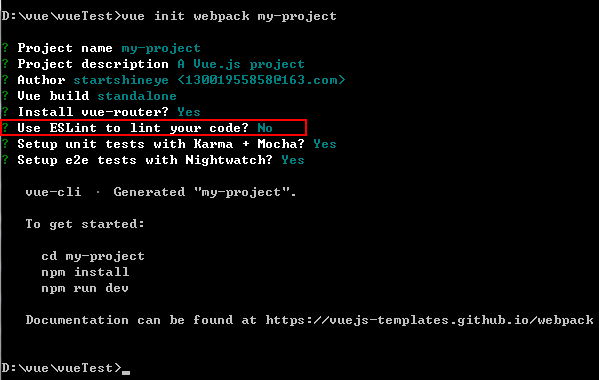 D:\vue\vueTest>vue init webpack my-project
? Project name my-project
? Project description A Vue.js project
? Author startshineye <13001955858@163.com>
? Vue build standalone
? Install vue-router? Yes
? Use ESLint to lint your code? No
? Setup unit tests with Karma + Mocha? Yes
? Setup e2e tests with Nightwatch? Yes
vue-cli · Generated "my-project".
To get started:
cd my-project
npm install
npm run dev
Documentation can be found at https://vuejs-templates.github.io/webpack
D:\vue\vueTest>_